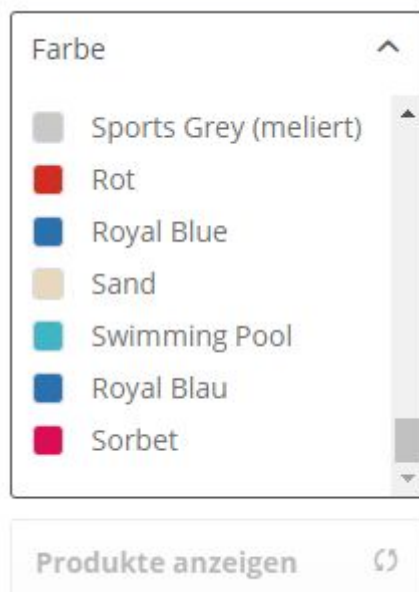 Farbe
Sports Grey (meliert)
Rot
Royal Blue
Sand
Swimming Pool
Royal Blau
Sorbet
Produkte anzeigen